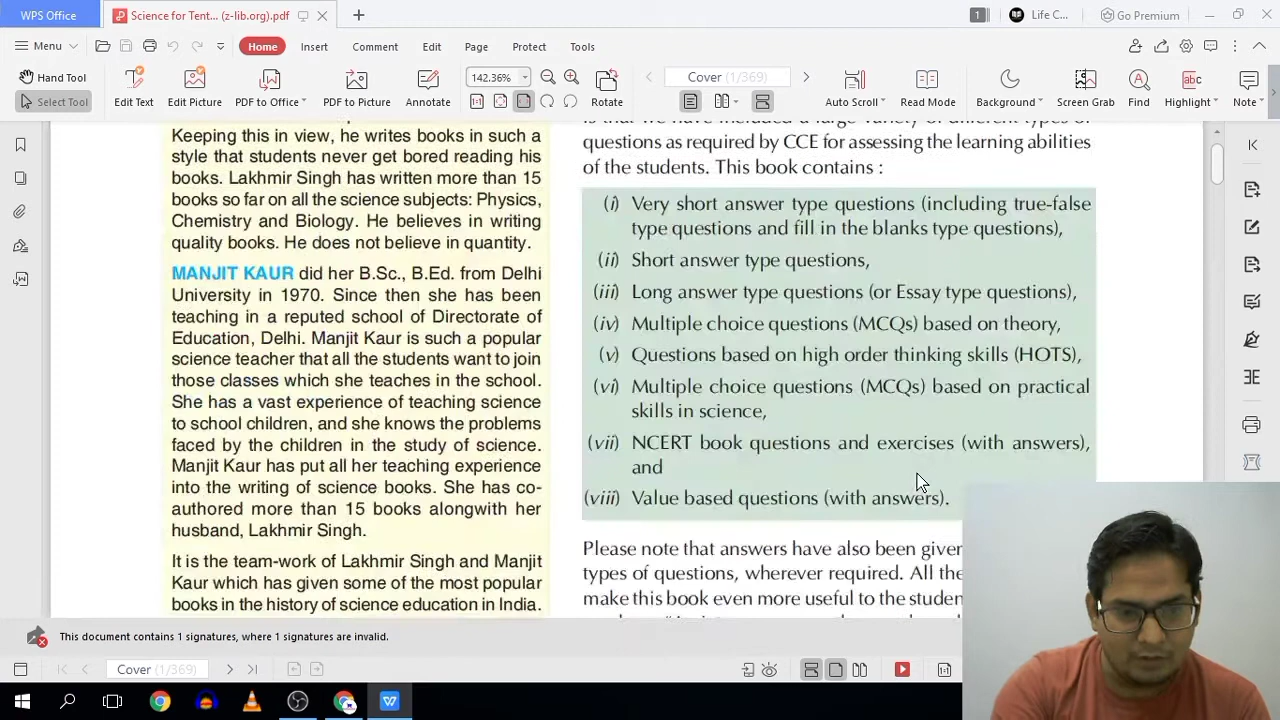 WPS Office
Science for Tent... (z-lib.org).pdf
1
Life C...
Go Premium
Menu
Home
Insert
Comment
Edit
Page
Protect
Tools
Hand Tool
Select Tool
Edit Text
Edit Picture
PDF to Office
PDF to Picture
Annotate
142.36%
Rotate
Cover (1/369)
Auto Scroll
Read Mode
Background
Screen Grab
Find
Highlight
Note
Keeping this in view, he writes books in such a
style that students never get bored reading his
books. Lakhmir Singh has written more than 15
books so far on all the science subjects: Physics,
Chemistry and Biology. He believes in writing
quality books. He does not believe in quantity.
MANJIT KAUR did her B.Sc., B.Ed. from Delhi
University in 1970. Since then she has been
teaching in a reputed school of Directorate of
Education, Delhi. Manjit Kaur is such a popular
science teacher that all the students want to join
those classes which she teaches in the school.
She has a vast experience of teaching science
to school children, and she knows the problems
faced by the children in the study of science.
Manjit Kaur has put all her teaching experience
into the writing of science books. She has co-
authored more than 15 books alongwith her
husband, Lakhmir Singh.
It is the team-work of Lakhmir Singh and Manjit
Kaur which has given some of the most popular
books in the history of science education in India.
is that we have included a large variety of different types of
questions as required by CCE for assessing the learning abilities
of the students. This book contains :
(i) Very short answer type questions (including true-false
type questions and fill in the blanks type questions),
(ii) Short answer type questions,
(iii) Long answer type questions (or Essay type questions),
(iv) Multiple choice questions (MCQs) based on theory,
(v) Questions based on high order thinking skills (HOTS),
(vi) Multiple choice questions (MCQs) based on practical
skills in science,
(vii) NCERT book questions and exercises (with answers),
and
(viii) Value based questions (with answers).
Please note that answers have also been given
types of questions, wherever required. All the
make this book even more useful to the studen
This document contains 1 signatures, where 1 signatures are invalid.
Cover (1/369)